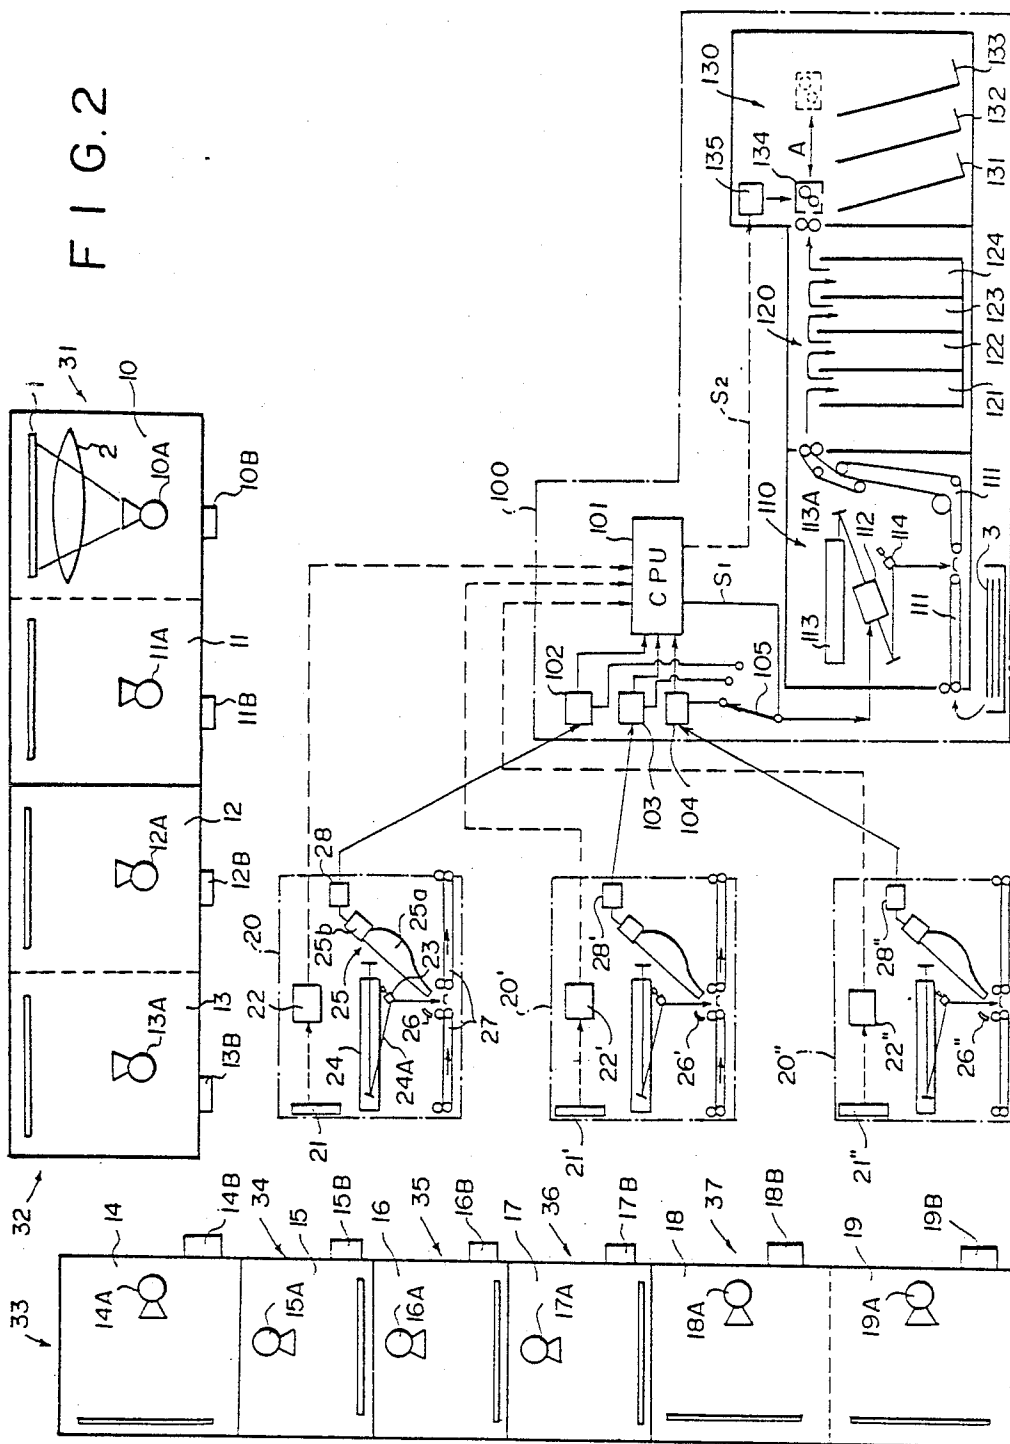 FIG.2
1
31
2
10
10A
10B
11
11A
11B
12
12A
12B
13
13A
13B
32
33
14
14A
14B
34
15
15A
15B
35
16
16A
16B
36
17
17A
17B
37
18
18A
18B
19
19A
19B
20
21
22
23
24
24A
25
25a
25b
26
27
28
20'
21'
22'
26'
28'
20"
21"
22"
26"
28"
100
101
CPU
102
103
104
105
S1
S2
110
111
111
112
113
113A
114
3
120
121
122
123
124
130
131
132
133
134
135
A